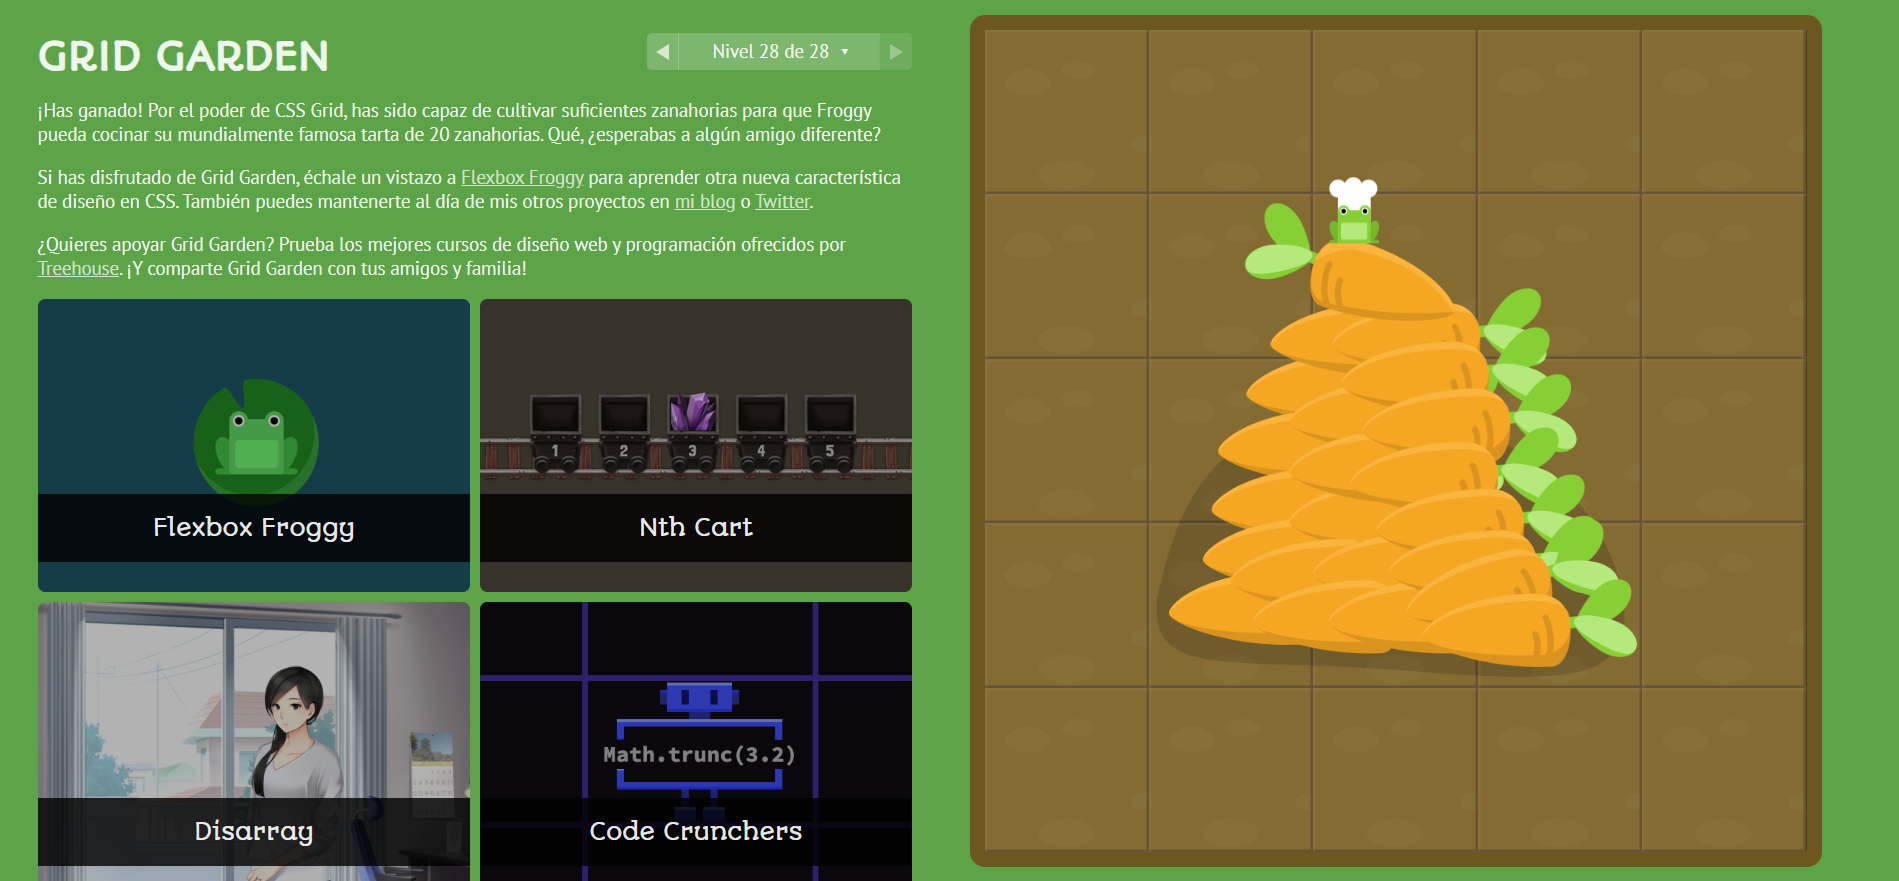 GRID GARDEN
Nivel 28 de 28
¡Has ganado! Por el poder de CSS Grid, has sido capaz de cultivar suficientes zanahorias para que Froggy
pueda cocinar su mundialmente famosa tarta de 20 zanahorias. Qué, ¿esperabas a algún amigo diferente?
Si has disfrutado de Grid Garden, échale un vistazo a Flexbox Froggy para aprender otra nueva característica
de diseño en CSS. También puedes mantenerte al día de mis otros proyectos en mi blog o Twitter.
¿Quieres apoyar Grid Garden? Prueba los mejores cursos de diseño web y programación ofrecidos por
Treehouse. ¡Y comparte Grid Garden con tus amigos y familia!
1 2 3 4 5
Flexbox Froggy
Nth Cart
Math.trunc(3.2)
Disarray
Code Crunchers